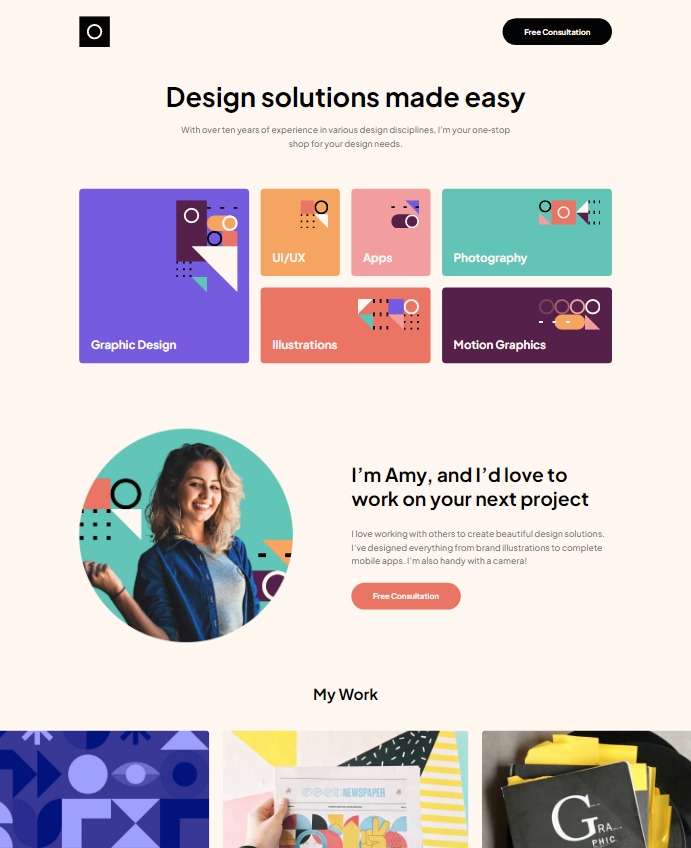 Free Consultation
Design solutions made easy
With over ten years of experience in various design disciplines, I'm your one-stop
shop for your design needs.
Graphic Design
UI/UX
Apps
Photography
Illustrations
Motion Graphics
I'm Amy, and I'd love to
work on your next project
I love working with others to create beautiful design solutions.
I've designed everything from brand illustrations to complete
mobile apps. I'm also handy with a camera!
Free Consultation
My Work
GOOD NEWSPAPER
G
RA...
PHIC